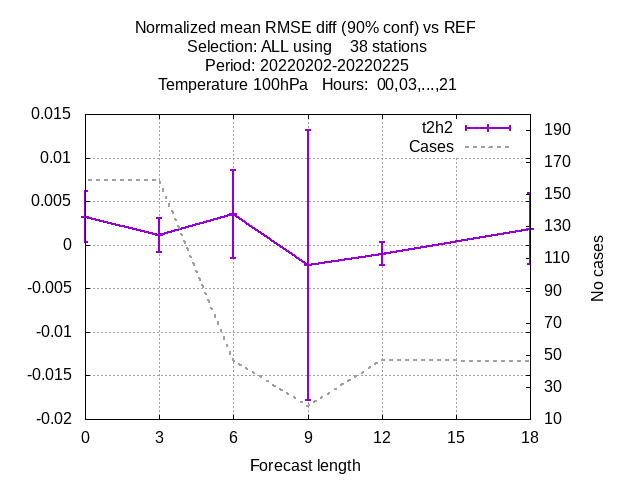 Normalized mean RMSE diff (90% conf) vs REF
Selection: ALL using    38 stations
Period: 20220202-20220225
Temperature 100hPa   Hours:  00,03,...,21
t2h2
Cases
0.015
0.01
0.005
0
-0.005
-0.01
-0.015
-0.02
190
170
150
130
110
90
70
50
30
10
No cases
0 3 6 9 12 15 18
Forecast length